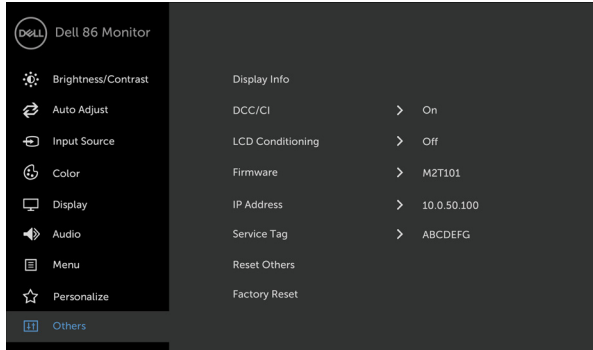 DELL Dell 86 Monitor
Brightness/Contrast
Auto Adjust
Input Source
Color
Display
Audio
Menu
Personalize
Others
Display Info
DCC/CI > On
LCD Conditioning > Off
Firmware > M2T101
IP Address > 10.0.50.100
Service Tag > ABCDEFG
Reset Others
Factory Reset